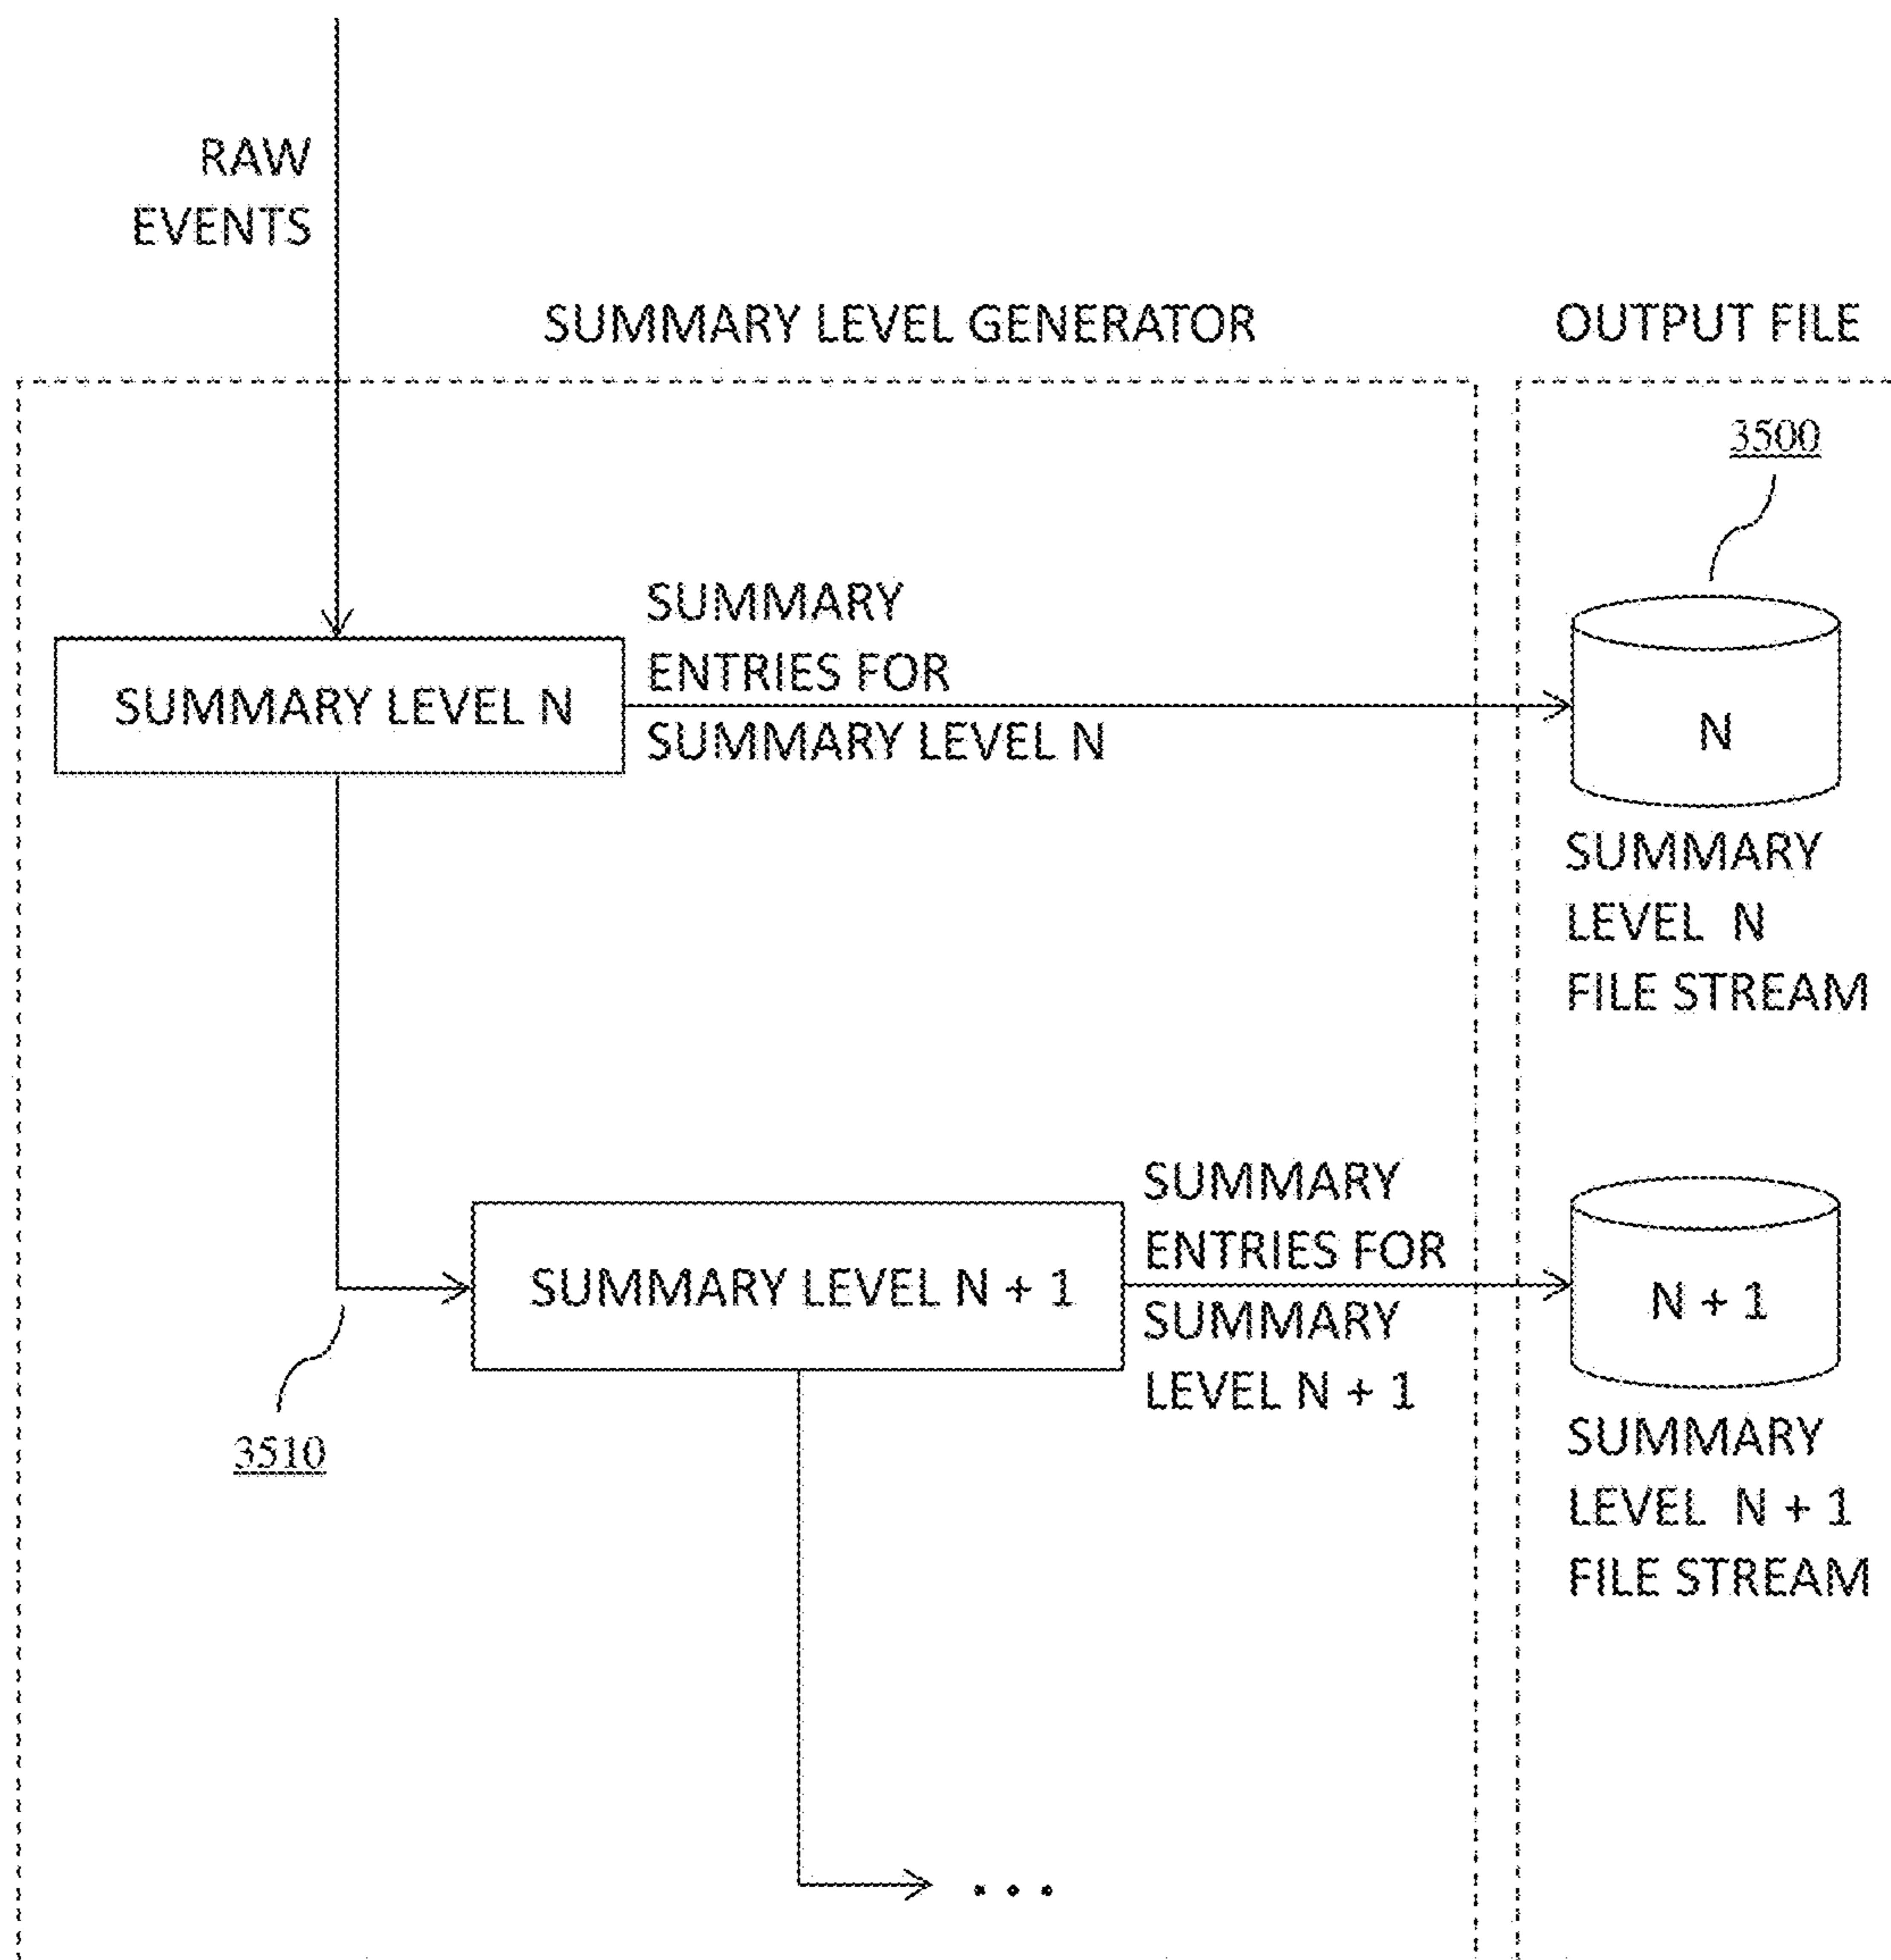 RAW
EVENTS
SUMMARY LEVEL GENERATOR
OUTPUT FILE
3500
SUMMARY
ENTRIES FOR
SUMMARY LEVEL N
SUMMARY LEVEL N
N
SUMMARY
LEVEL N
FILE STREAM
SUMMARY LEVEL N + 1
SUMMARY
ENTRIES FOR
SUMMARY
LEVEL N + 1
N + 1
3510
SUMMARY
LEVEL N + 1
FILE STREAM
...